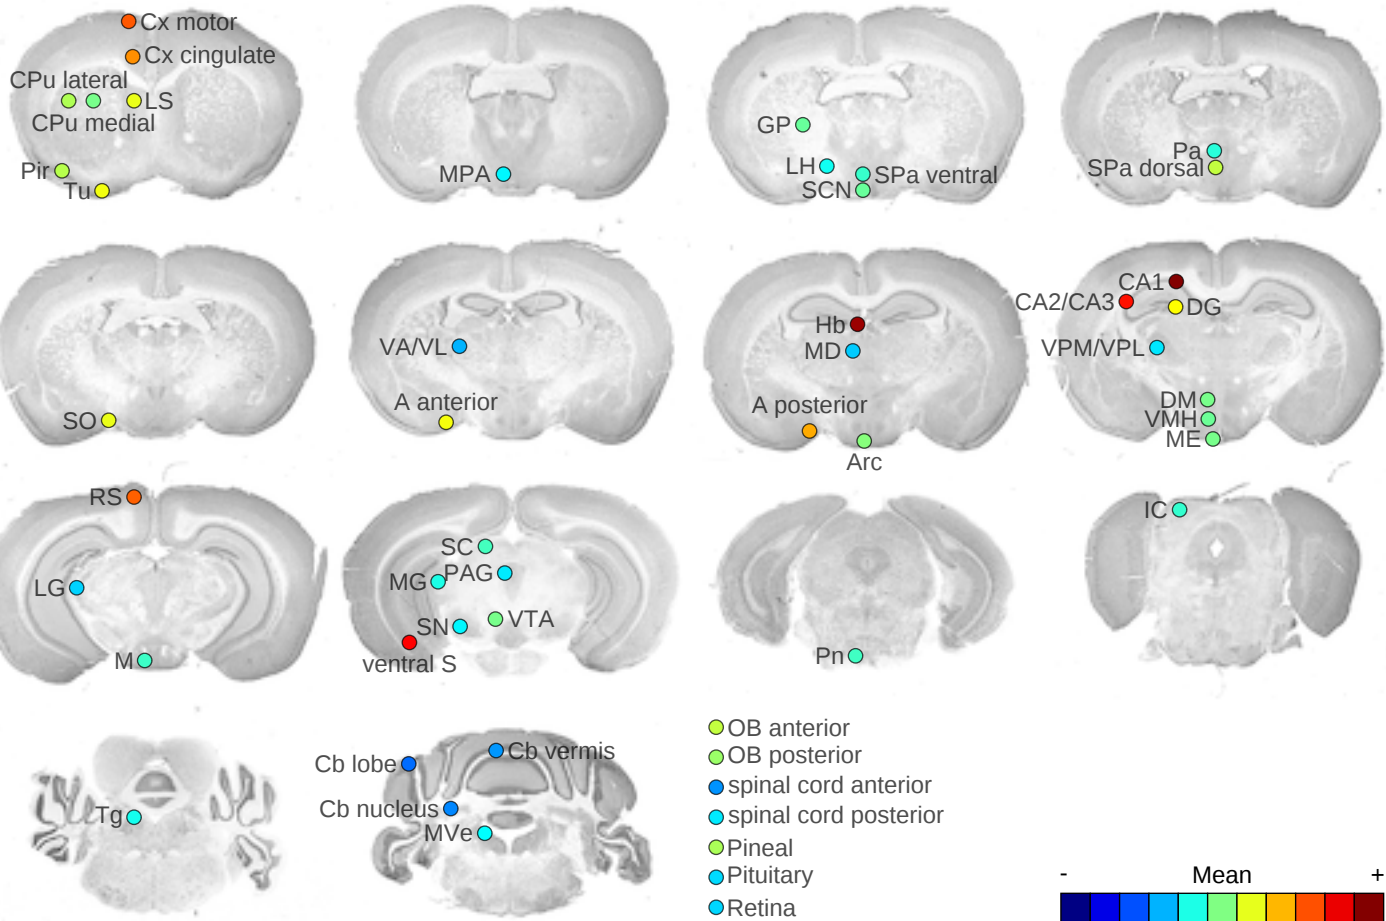 Cx motor
Cx cingulate
CPu lateral
LS
CPu medial
Pir
Tu
MPA
GP
LH
SPa ventral
SCN
Pa
SPa dorsal
SO
VA/VL
A anterior
Hb
MD
A posterior
Arc
CA1
CA2/CA3
DG
VPM/VPL
DM
VMH
ME
RS
LG
M
SC
MG
PAG
SN
VTA
ventral S
Pn
IC
Tg
Cb lobe
Cb vermis
Cb nucleus
MVe
OB anterior
OB posterior
spinal cord anterior
spinal cord posterior
Pineal
Pituitary
Retina
- Mean +